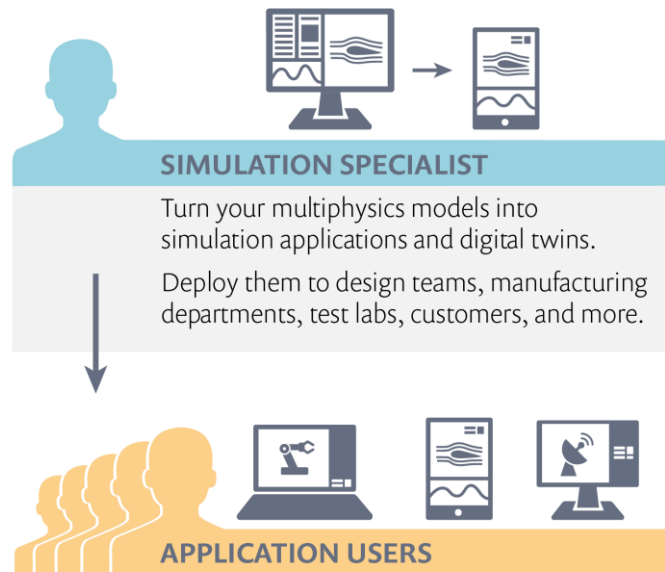 SIMULATION SPECIALIST
Turn your multiphysics models into
simulation applications and digital twins.
Deploy them to design teams, manufacturing
departments, test labs, customers, and more.
APPLICATION USERS